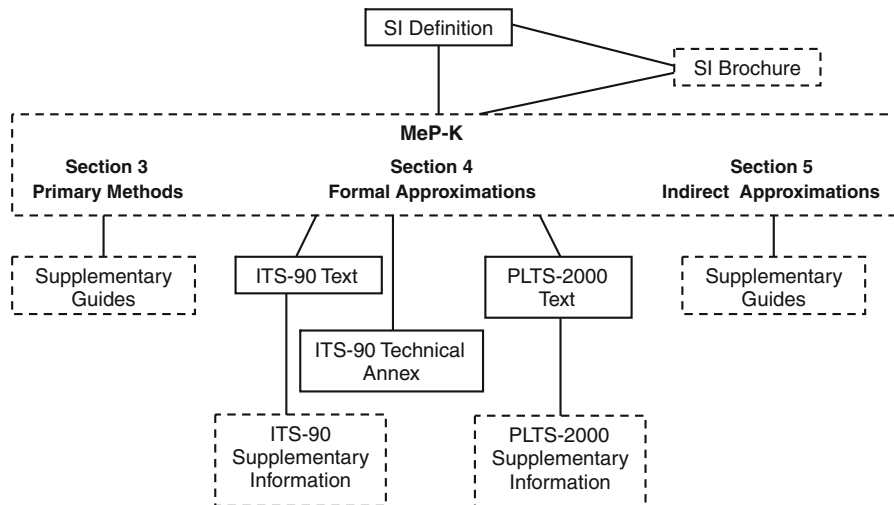 SI Definition
SI Brochure
MeP-K
Section 3
Primary Methods
Section 4
Formal Approximations
Section 5
Indirect Approximations
Supplementary
Guides
ITS-90 Text
PLTS-2000
Text
Supplementary
Guides
ITS-90 Technical
Annex
ITS-90
Supplementary
Information
PLTS-2000
Supplementary
Information